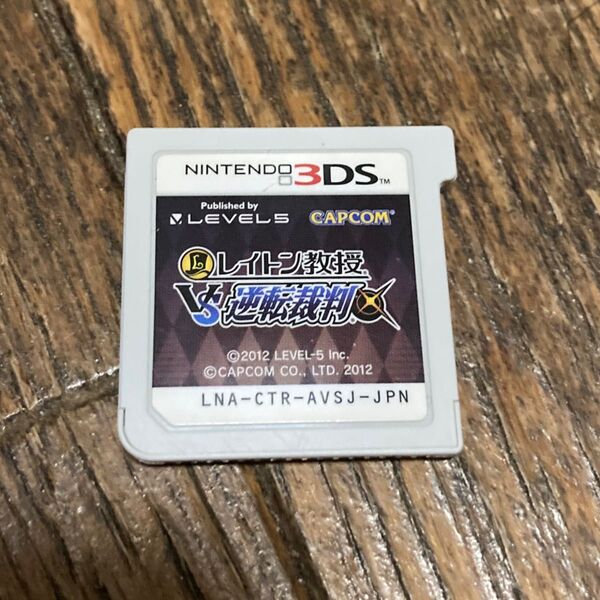 NINTENDO 3DS™
Published by
LEVEL5 CAPCOM®
L レイトン教授
VS 逆転裁判
©2012 LEVEL-5 Inc.
©CAPCOM CO., LTD. 2012
LNA-CTR-AVSJ-JPN